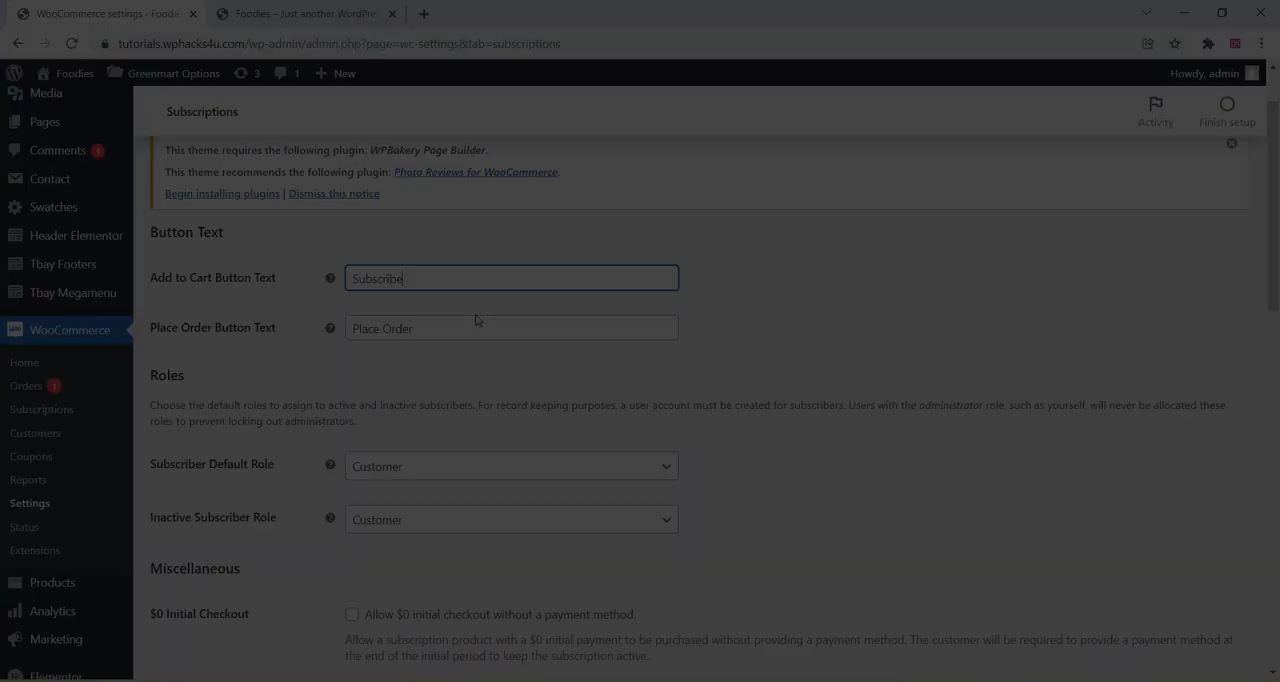 WooCommerce settings ‹ Foodie
Foodies – Just another WordPre
tutorials.wphacks4u.com/wp-admin/admin.php?page=wc-settings&tab=subscriptions
Foodies
Greenmart Options
3
1
New
Howdy, admin
Media
Pages
Comments 1
Contact
Swatches
Header Elementor
Tbay Footers
Tbay Megamenu
WooCommerce
Home
Orders 1
Subscriptions
Customers
Coupons
Reports
Settings
Status
Extensions
Products
Analytics
Marketing
Elementor
Subscriptions
Activity
Finish setup
This theme requires the following plugin: WPBakery Page Builder.
This theme recommends the following plugin: Photo Reviews for WooCommerce.
Begin installing plugins | Dismiss this notice
Button Text
Add to Cart Button Text
Subscribe
Place Order Button Text
Place Order
Roles
Choose the default roles to assign to active and inactive subscribers. For record keeping purposes, a user account must be created for subscribers. Users with the administrator role, such as yourself, will never be allocated these
roles to prevent locking out administrators.
Subscriber Default Role
Customer
Inactive Subscriber Role
Customer
Miscellaneous
$0 Initial Checkout
Allow $0 initial checkout without a payment method.
Allow a subscription product with a $0 initial payment to be purchased without providing a payment method. The customer will be required to provide a payment method at
the end of the initial period to keep the subscription active.